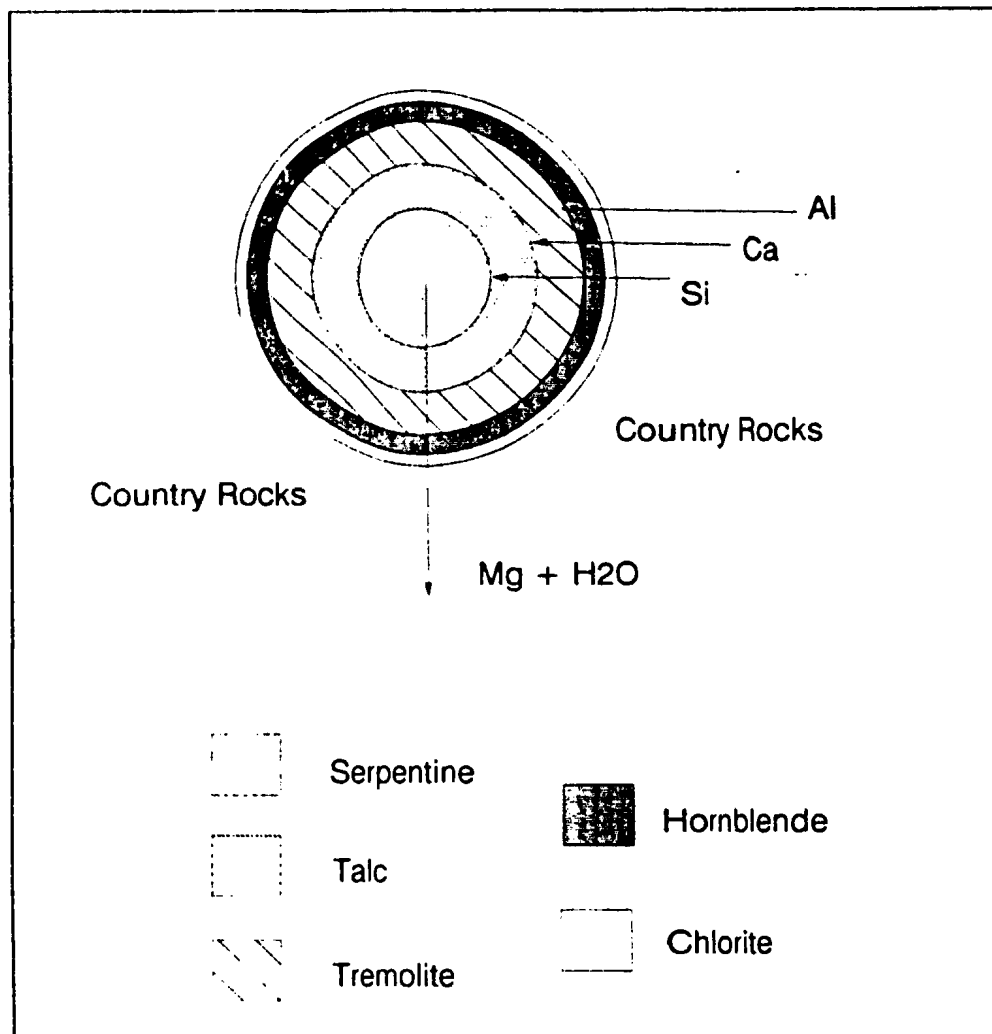 Al
Ca
Si
Country Rocks
Country Rocks
Mg + H2O
Serpentine
Hornblende
Talc
Chlorite
Tremolite